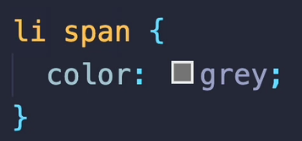 li span {
  color: grey;
}